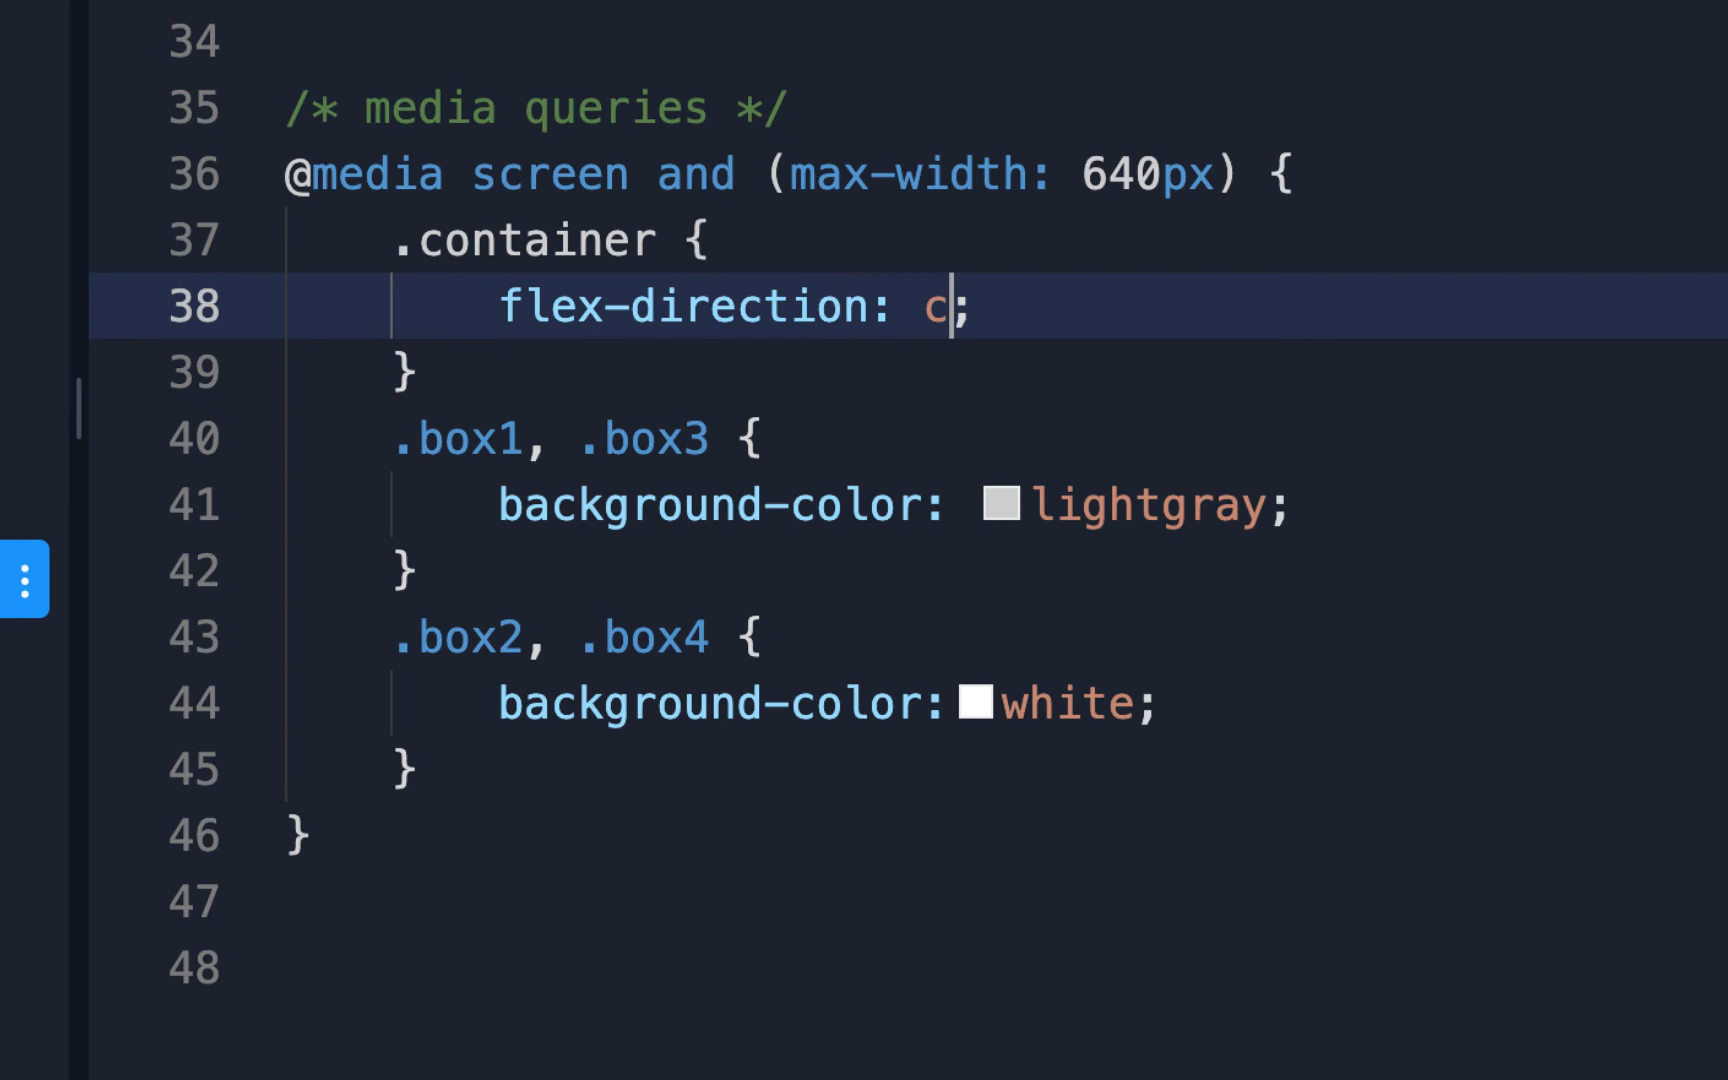 34
35 /* media queries */
36 @media screen and (max-width: 640px) {
37 .container {
38 flex-direction: c;
39 }
40 .box1, .box3 {
41 background-color: lightgray;
42 }
43 .box2, .box4 {
44 background-color: white;
45 }
46 }
47
48